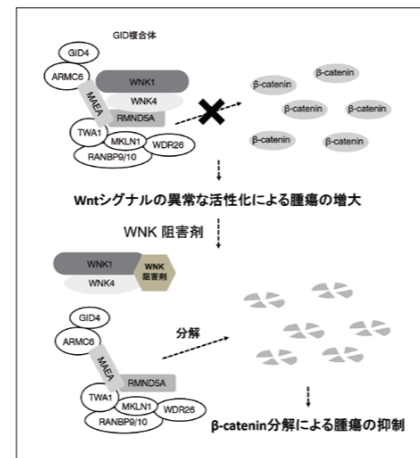 GID複合体
GID4
ARMC6
WNK1
WNK4
MAEA
RMND5A
TWA1
MKLN1
WDR26
RANBP9/10
β-catenin
β-catenin
β-catenin
β-catenin
β-catenin
β-catenin
Wntシグナルの異常な活性化による腫瘍の増大
WNK 阻害剤
WNK1
WNK4
WNK
阻害剤
GID4
ARMC6
MAEA
RMND5A
TWA1
MKLN1
WDR26
RANBP9/10
分解
β-catenin分解による腫瘍の抑制